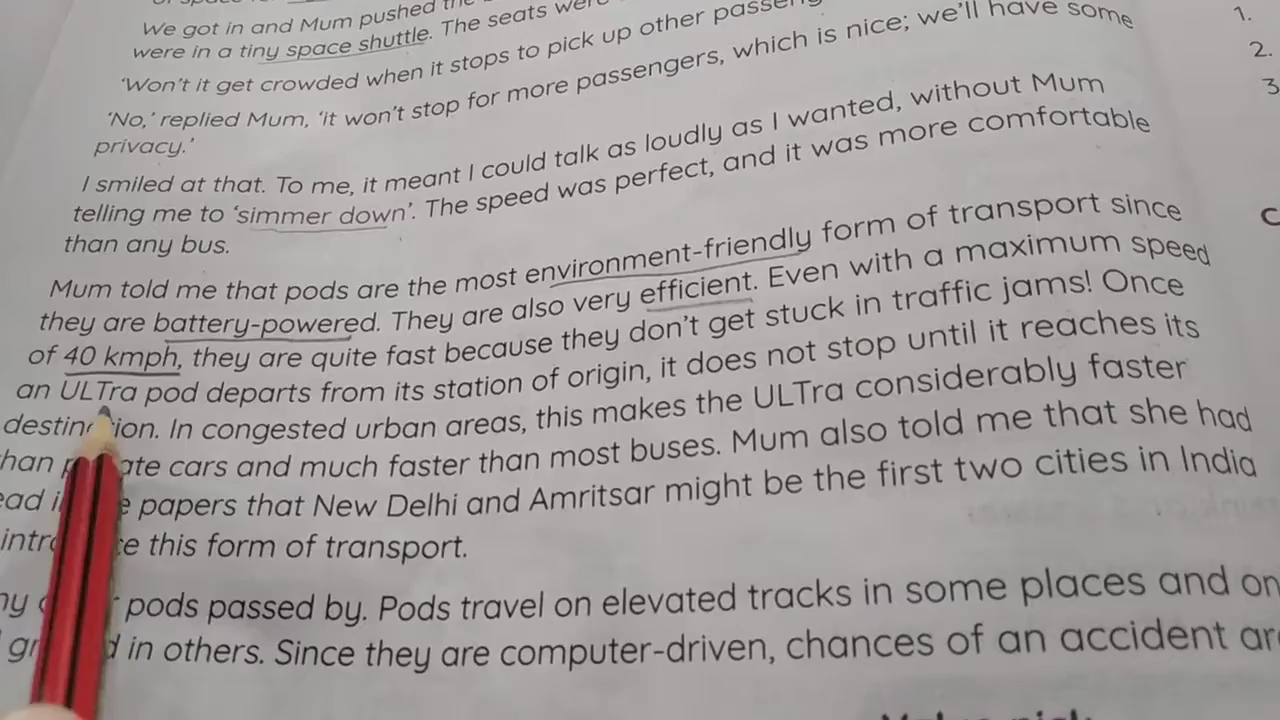 We got in and Mum pushed the
were in a tiny space shuttle. The seats were
'Won't it get crowded when it stops to pick up other
'No,' replied Mum, 'it won't stop for more passengers, which is nice; we'll have some
privacy.'
I smiled at that. To me, it meant I could talk as loudly as I wanted, without Mum
telling me to 'simmer down'. The speed was perfect, and it was more comfortable
than any bus.
Mum told me that pods are the most environment-friendly form of transport since
they are battery-powered. They are also very efficient. Even with a maximum speed
of 40 kmph, they are quite fast because they don't get stuck in traffic jams! Once
an ULTra pod departs from its station of origin, it does not stop until it reaches its
In congested urban areas, this makes the ULTra considerably faster
cars and much faster than most buses. Mum also told me that she had
papers that New Delhi and Amritsar might be the first two cities in India
this form of transport.
pods passed by. Pods travel on elevated tracks in some places and on
in others. Since they are computer-driven, chances of an accident
1.
2.
3